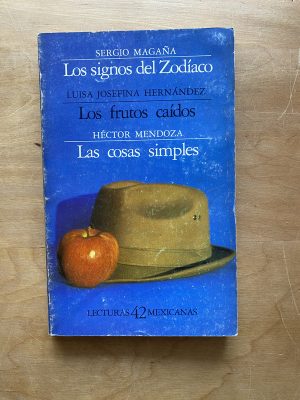 SERGIO MAGAÑA
Los signos del Zodíaco
LUISA JOSEFINA HERNÁNDEZ
Los frutos caídos
HÉCTOR MENDOZA
Las cosas simples
LECTURAS 42 MEXICANAS